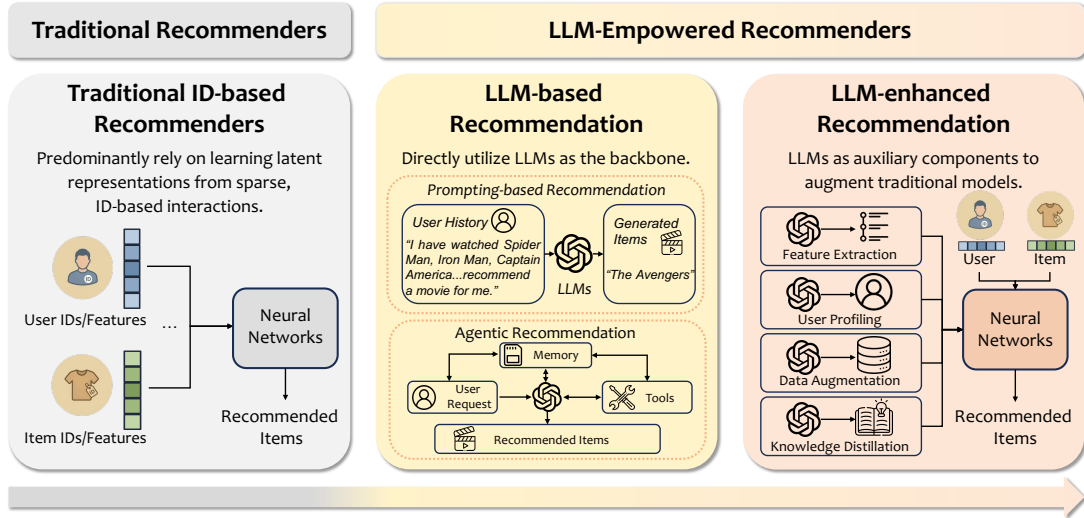 Traditional Recommenders
LLM-Empowered Recommenders
Traditional ID-based
Recommenders
Predominantly rely on learning latent
representations from sparse,
ID-based interactions.
User IDs/Features
...
Item IDs/Features
Neural
Networks
Recommended
Items
LLM-based
Recommendation
Directly utilize LLMs as the backbone.
Prompting-based Recommendation
User History
“I have watched Spider
Man, Iron Man, Captain
America...recommend
a movie for me.”
LLMs
Generated
Items
“The Avengers”
Agentic Recommendation
Memory
User
Request
Tools
Recommended Items
LLM-enhanced
Recommendation
LLMs as auxiliary components to
augment traditional models.
Feature Extraction
User Profiling
Data Augmentation
Knowledge Distillation
User
Item
Neural
Networks
Recommended
Items